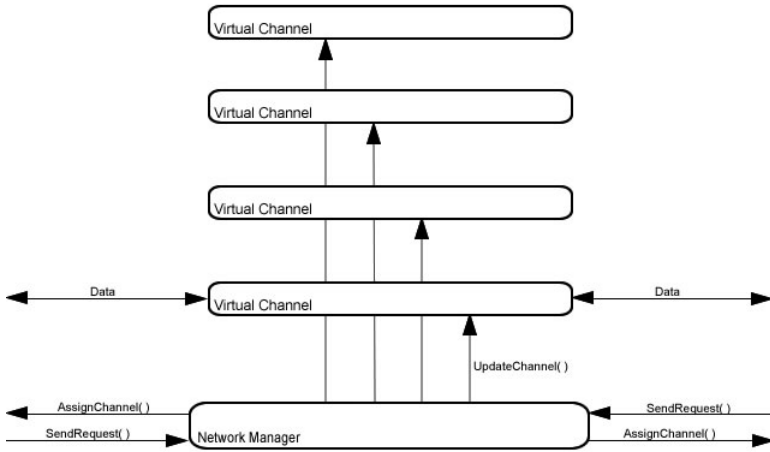 Virtual Channel
Virtual Channel
Virtual Channel
Data
Virtual Channel
Data
UpdateChannel( )
AssignChannel( )
SendRequest( )
SendRequest( )
Network Manager
AssignChannel( )